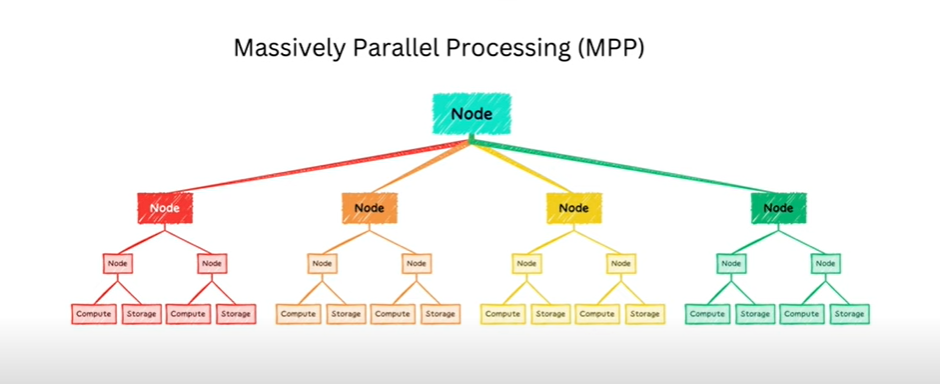 Massively Parallel Processing (MPP)
Node
Node Node Node Node
Node Node Node Node Node Node Node Node
Compute Storage Compute Storage Compute Storage Compute Storage Compute Storage Compute Storage Compute Storage Compute Storage